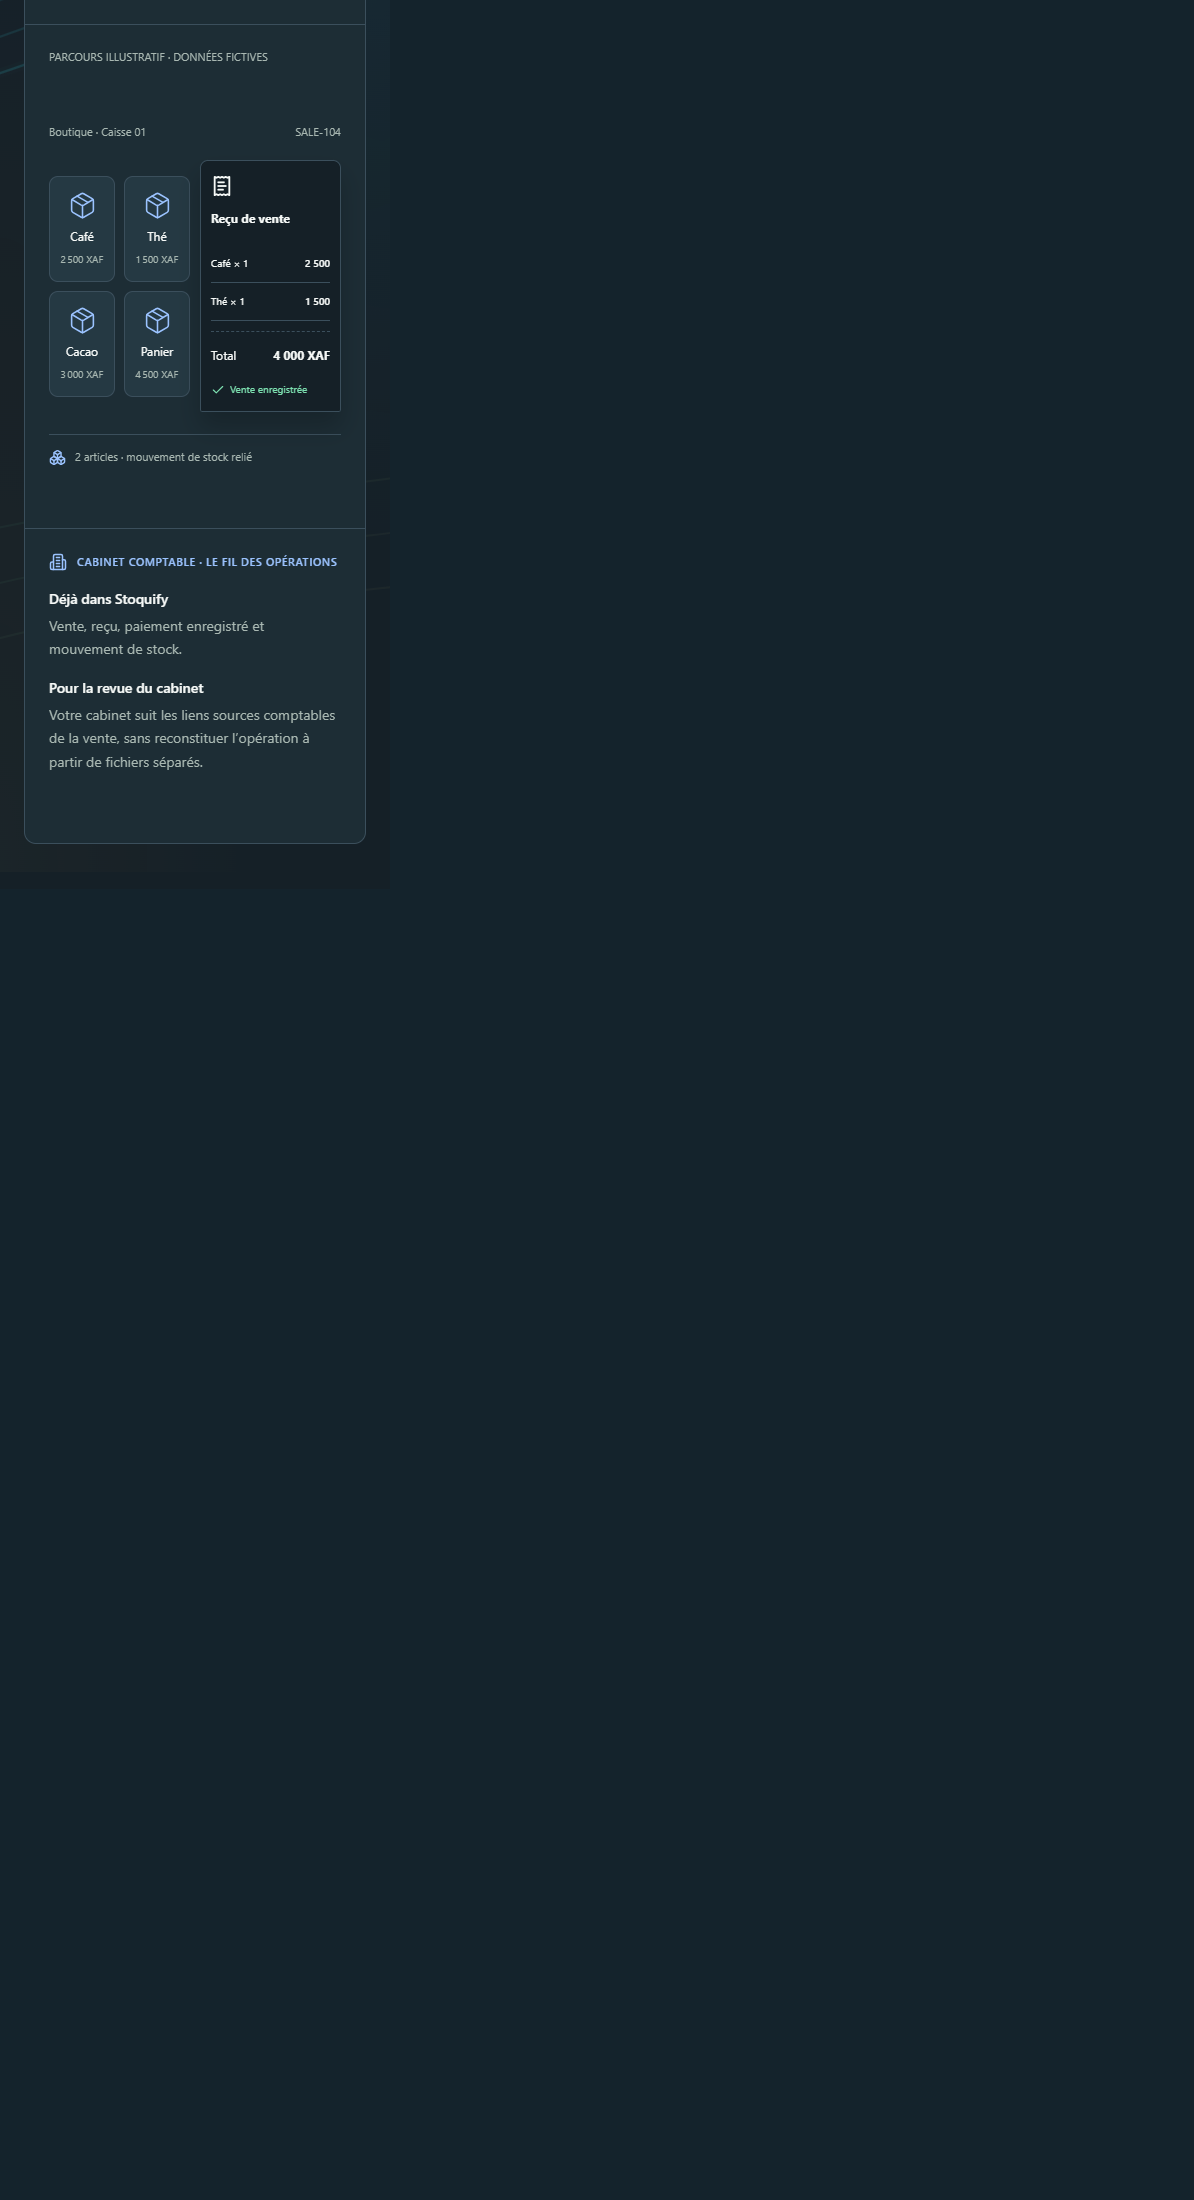 PARCOURS ILLUSTRATIF · DONNÉES FICTIVES
Boutique · Caisse 01
SALE-104
Café
2 500 XAF
Thé
1 500 XAF
Cacao
3 000 XAF
Panier
4 500 XAF
Reçu de vente
Café × 1 2 500
Thé × 1 1 500
Total 4 000 XAF
Vente enregistrée
2 articles · mouvement de stock relié
CABINET COMPTABLE · LE FIL DES OPÉRATIONS
Déjà dans Stoquify
Vente, reçu, paiement enregistré et
mouvement de stock.
Pour la revue du cabinet
Votre cabinet suit les liens sources comptables
de la vente, sans reconstituer l’opération à
partir de fichiers séparés.